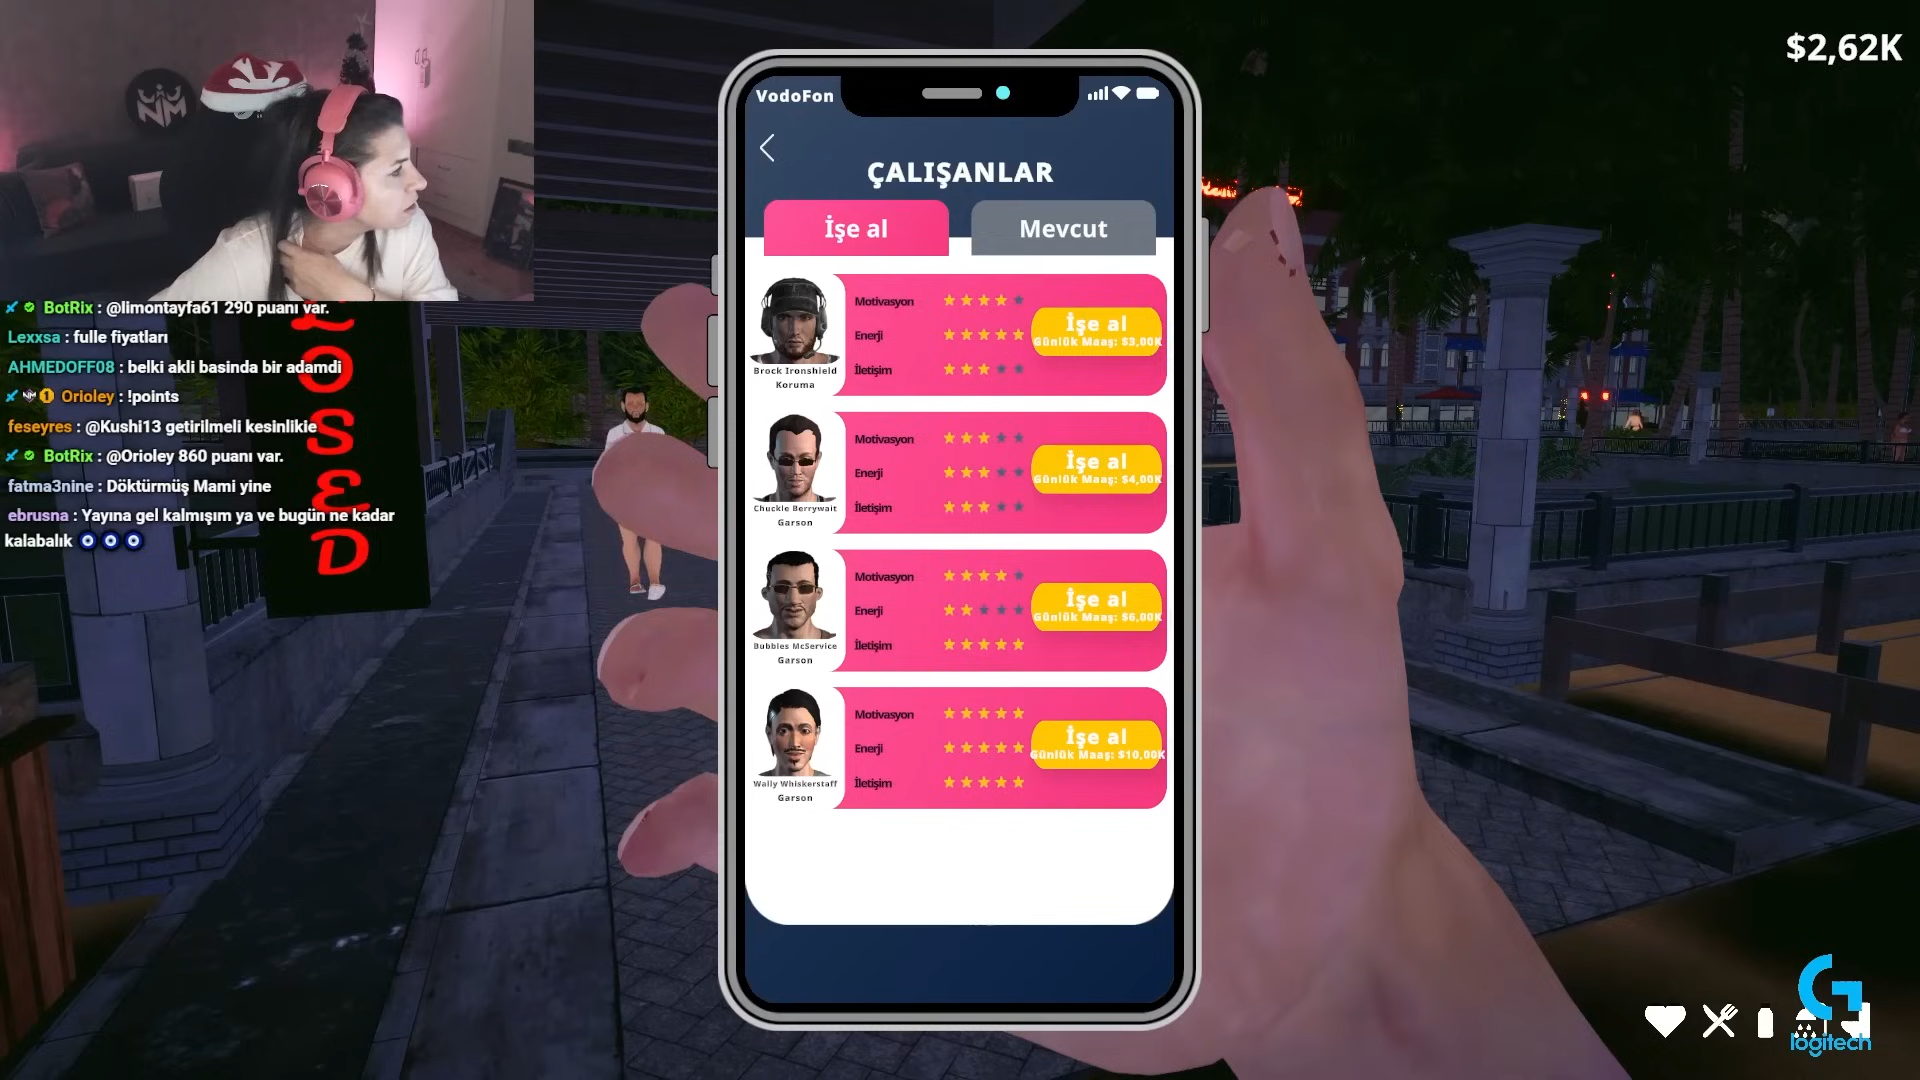 $2,62K
VodoFon
ÇALIŞANLAR
İşe al
Mevcut
Motivasyon
Enerji
İletişim
İşe al
Günlük Maaş: $3,00K
Brock Ironshield
Koruma
Motivasyon
Enerji
İletişim
İşe al
Günlük Maaş: $4,00K
Chuckle Berrywait
Garson
Motivasyon
Enerji
İletişim
İşe al
Günlük Maaş: $6,00K
Bubbles McService
Garson
Motivasyon
Enerji
İletişim
İşe al
Günlük Maaş: $10,00K
Wally Whiskerstaff
Garson
BotRix : @limontayfa61 290 puanı var.
Lexxsa : fulle fiyatları
AHMEDOFF08 : belki akli basinda bir adamdi
Orioley : !points
feseyres : @Kushi13 getirilmeli kesinlikie
BotRix : @Orioley 860 puanı var.
fatma3nine : Döktürmüş Mami yine
ebrusna : Yayına gel kalmışım ya ve bugün ne kadar
kalabalık
NM
logitech